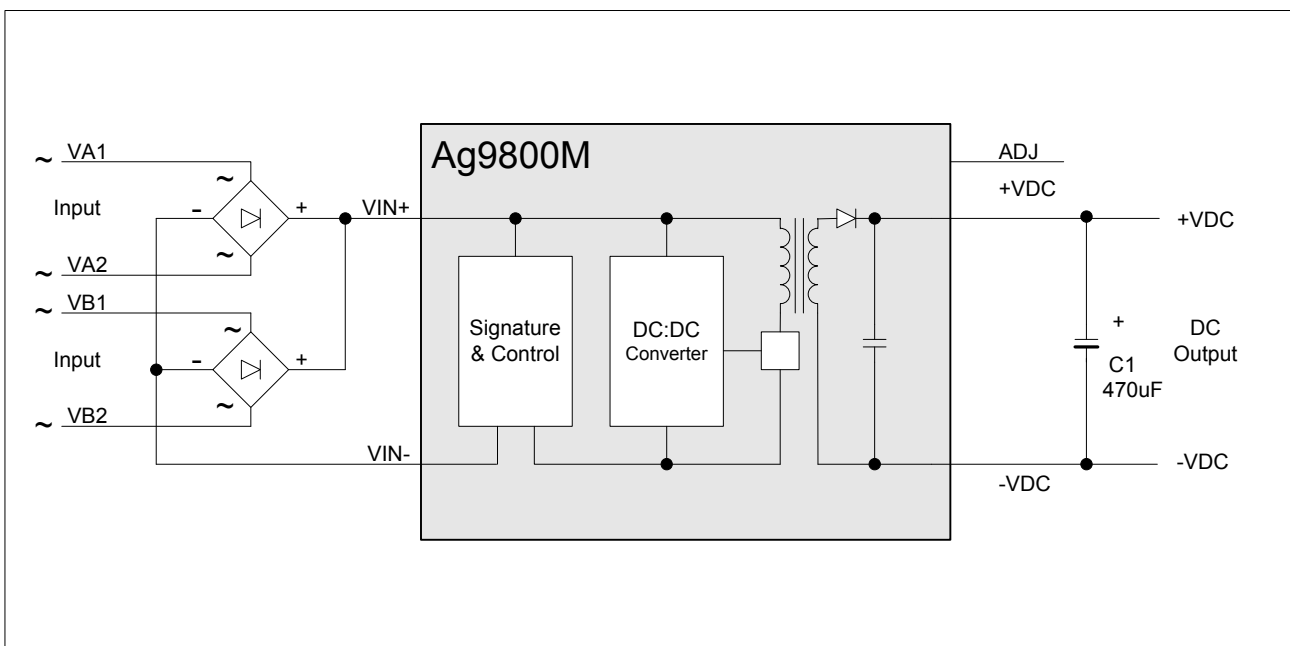 Ag9800M
~ VA1
~
Input
- +
VIN+
~
~ VA2
~ VB1
~
Input
- +
~
~ VB2
VIN-
Signature
& Control
DC:DC
Converter
ADJ
+VDC
+VDC
+
C1
470uF
DC
Output
-VDC
-VDC